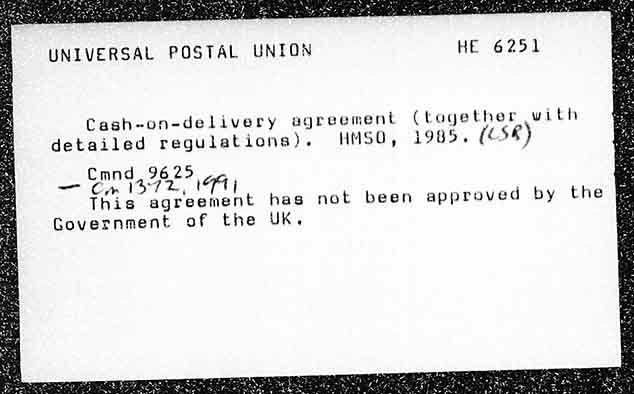 UNIVERSAL POSTAL UNION HE 6251
Cash-on-delivery agreement (together with
detailed regulations). HMSO, 1985. (LSR)
Cmnd 9625
— Cm 1372, 1991
This agreement has not been approved by the
Government of the UK.